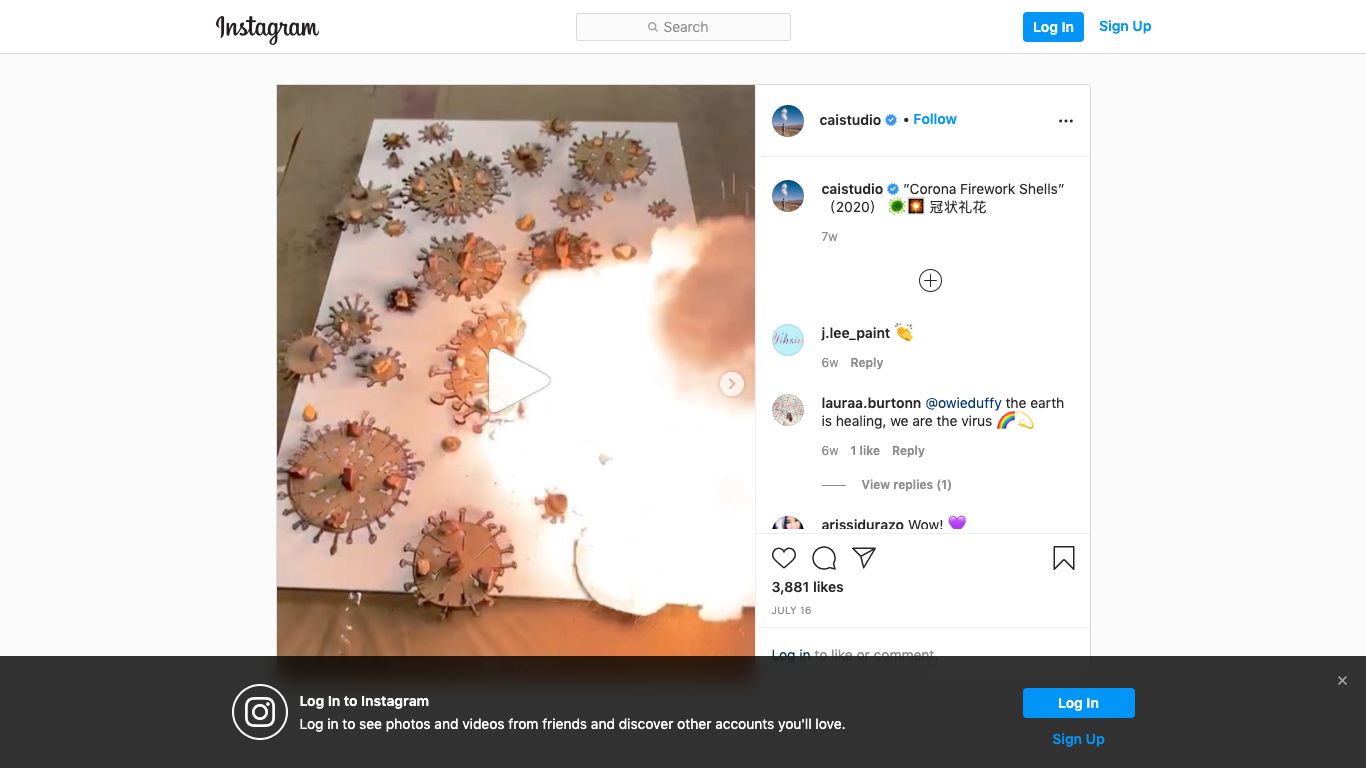 Instagram
Search
Log In
Sign Up
caistudio • Follow
caistudio "Corona Firework Shells”
（2020） 冠状礼花
7w
j.lee_paint
6w Reply
lauraa.burtonn @owieduffy the earth
is healing, we are the virus
6w 1 like Reply
View replies (1)
arissidurazo Wow!
3,881 likes
JULY 16
Log in to like or comment.
Log In to Instagram
Log in to see photos and videos from friends and discover other accounts you'll love.
Log In
Sign Up